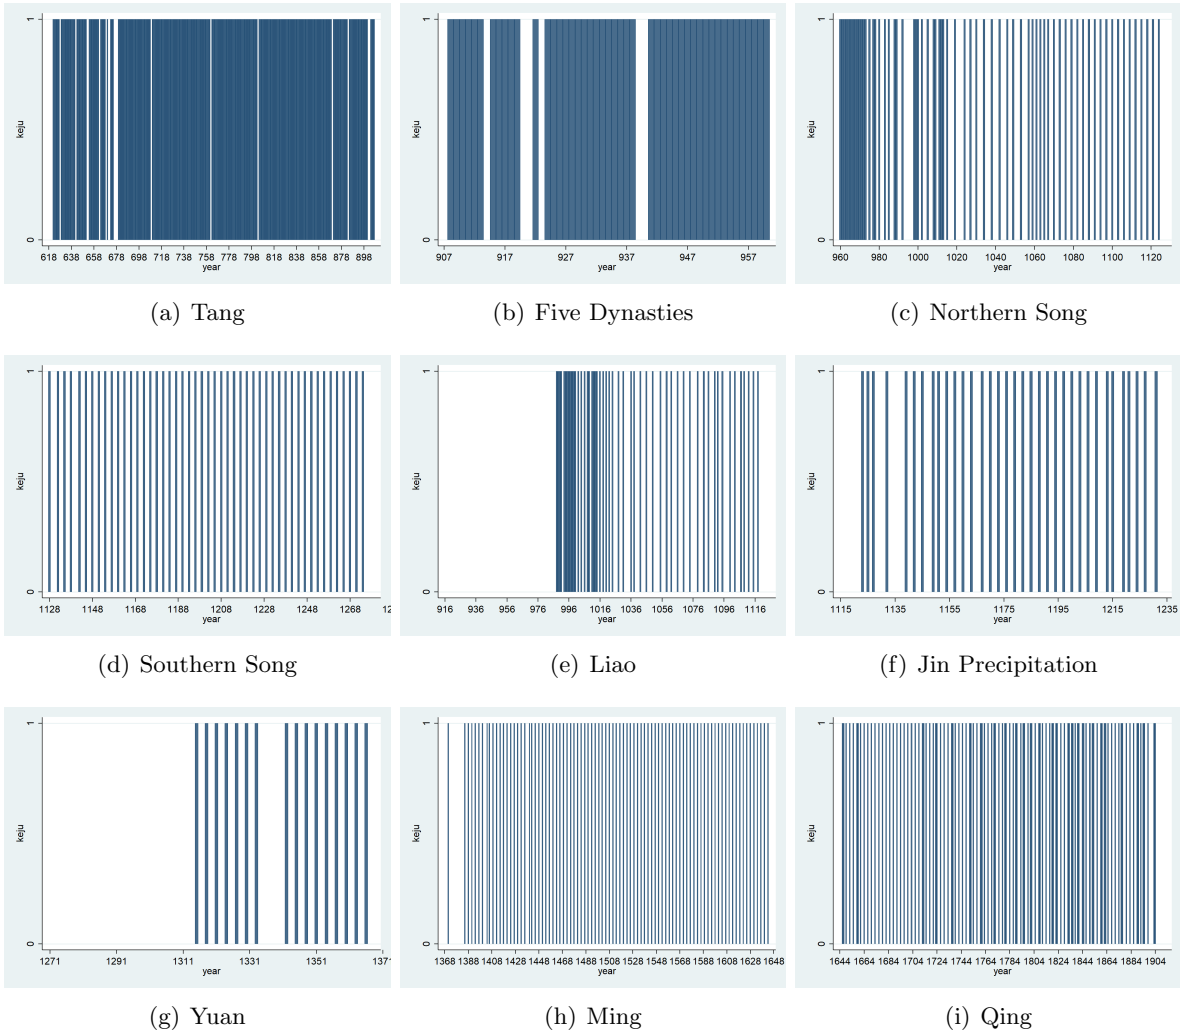 1
keju
0
618 638 658 678 698 718 738 758 778 798 818 838 858 878 898
year
(a) Tang
1
keju
0
907 917 927 937 947 957
year
(b) Five Dynasties
1
keju
0
960 980 1000 1020 1040 1060 1080 1100 1120
year
(c) Northern Song
1
keju
0
1128 1148 1168 1188 1208 1228 1248 1268
year
(d) Southern Song
1
keju
0
916 936 956 976 996 1016 1036 1056 1076 1096 1116
year
(e) Liao
1
keju
0
1115 1135 1155 1175 1195 1215 1235
year
(f) Jin Precipitation
1
keju
0
1271 1291 1311 1331 1351 1371
year
(g) Yuan
1
keju
0
1368 1388 1408 1428 1448 1468 1488 1508 1528 1548 1568 1588 1608 1628 1648
year
(h) Ming
1
keju
0
1644 1664 1684 1704 1724 1744 1764 1784 1804 1824 1844 1864 1884 1904
year
(i) Qing